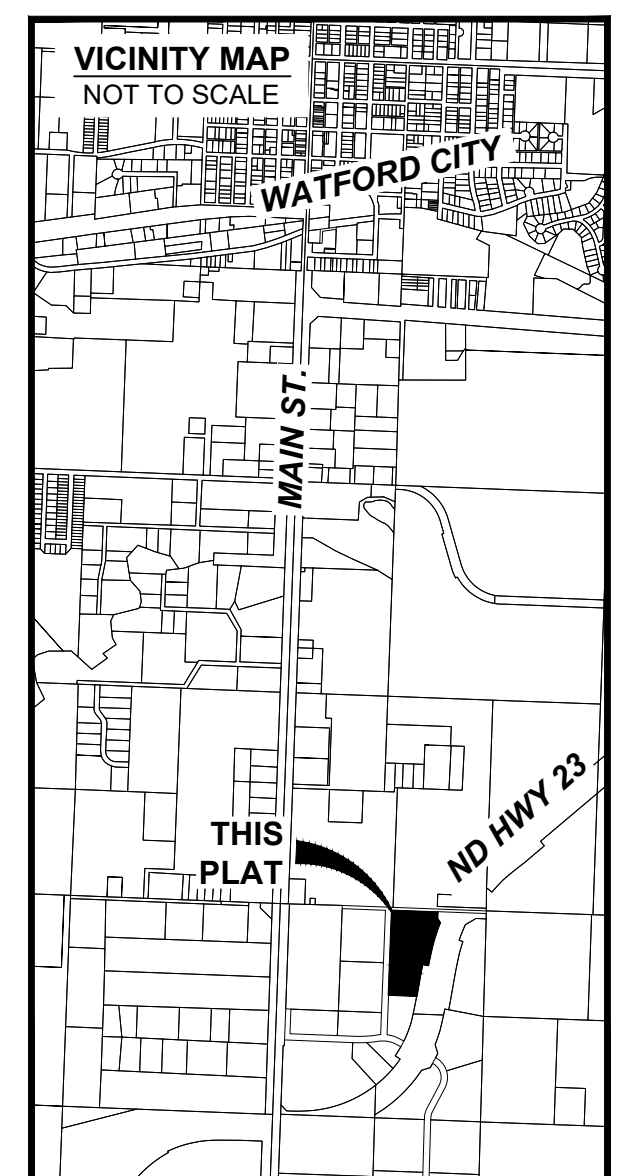 VICINITY MAP
NOT TO SCALE
WATFORD CITY
MAIN ST.
ND HWY 23
THIS
PLAT